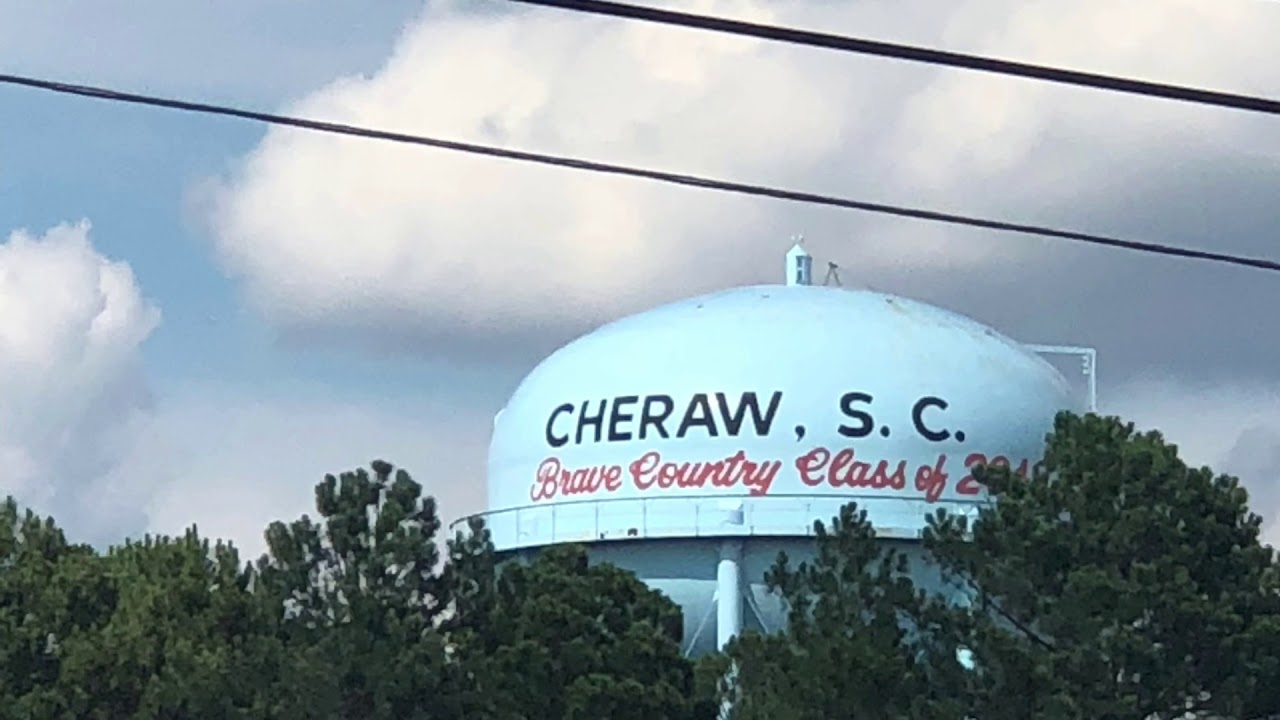 CHERAW, S. C.
Brave Country Class of